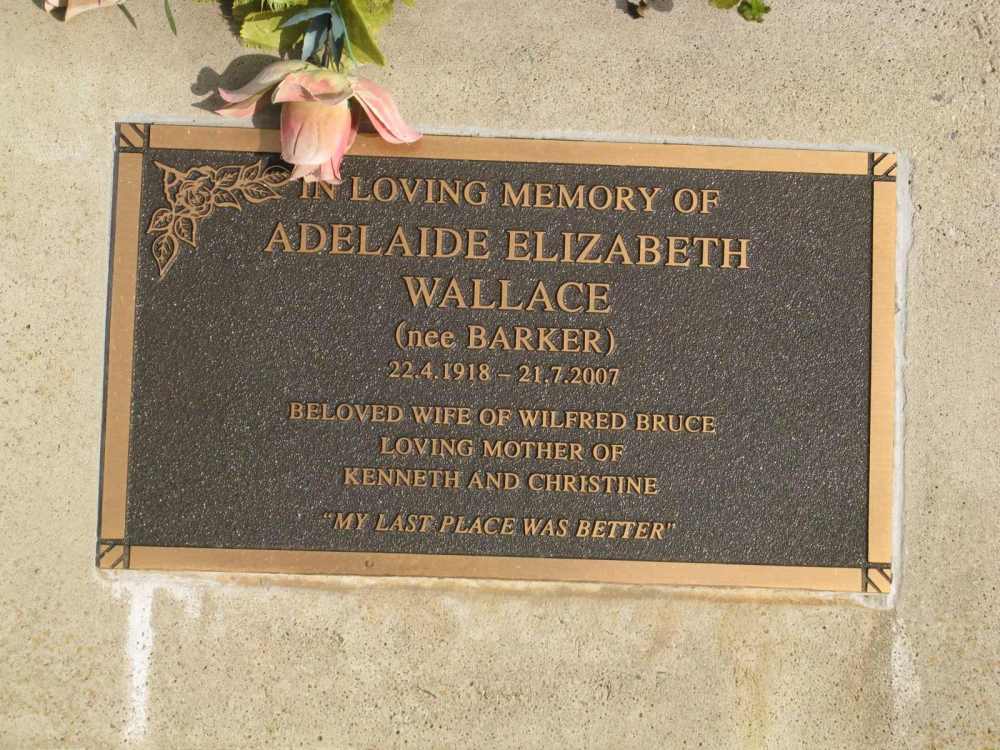 IN LOVING MEMORY OF
ADELAIDE ELIZABETH
WALLACE
(nee BARKER)
22.4.1918 – 21.7.2007
BELOVED WIFE OF WILFRED BRUCE
LOVING MOTHER OF
KENNETH AND CHRISTINE
"MY LAST PLACE WAS BETTER"